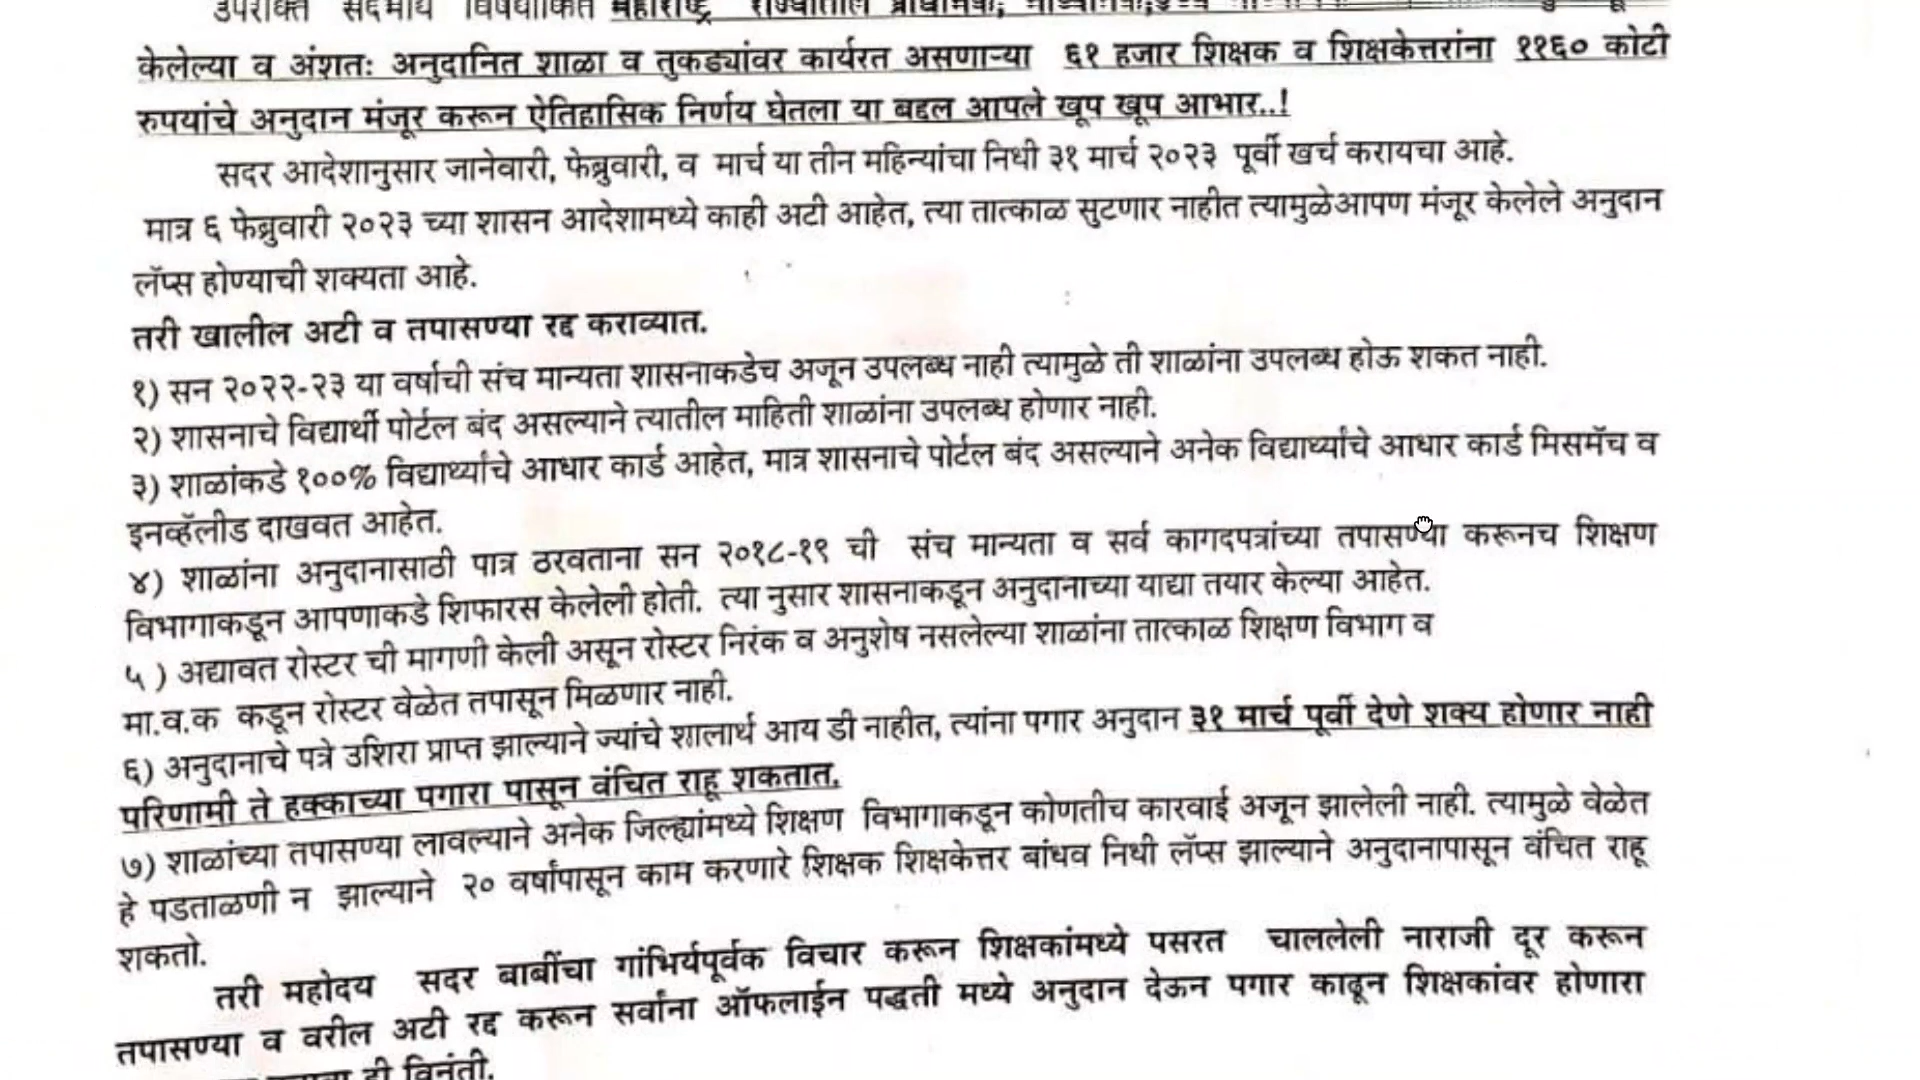 उपरोक्त संदर्भीय विषयांकित महाराष्ट्र राज्यातील प्राथमिक, माध्यमिक,
केलेल्या व अंशतः अनुदानित शाळा व तुकड्यांवर कार्यरत असणाऱ्या ६१ हजार शिक्षक व शिक्षकेत्तरांना ११६० कोटी
रुपयांचे अनुदान मंजूर करून ऐतिहासिक निर्णय घेतला या बद्दल आपले खूप खूप आभार..!
सदर आदेशानुसार जानेवारी, फेब्रुवारी, व मार्च या तीन महिन्यांचा निधी ३१ मार्च २०२३ पूर्वी खर्च करायचा आहे.
मात्र ६ फेब्रुवारी २०२३ च्या शासन आदेशामध्ये काही अटी आहेत, त्या तात्काळ सुटणार नाहीत त्यामुळेआपण मंजूर केलेले अनुदान
लॅप्स होण्याची शक्यता आहे.
तरी खालील अटी व तपासण्या रद्द कराव्यात.
१) सन २०२२-२३ या वर्षाची संच मान्यता शासनाकडेच अजून उपलब्ध नाही त्यामुळे ती शाळांना उपलब्ध होऊ शकत नाही.
२) शासनाचे विद्यार्थी पोर्टल बंद असल्याने त्यातील माहिती शाळांना उपलब्ध होणार नाही.
३) शाळांकडे १००% विद्यार्थ्यांचे आधार कार्ड आहेत, मात्र शासनाचे पोर्टल बंद असल्याने अनेक विद्यार्थ्यांचे आधार कार्ड मिसमॅच व
इनव्हॅलीड दाखवत आहेत.
४) शाळांना अनुदानासाठी पात्र ठरवताना सन २०१८-१९ ची संच मान्यता व सर्व कागदपत्रांच्या तपासण्या करूनच शिक्षण
विभागाकडून आपणाकडे शिफारस केलेली होती. त्या नुसार शासनाकडून अनुदानाच्या याद्या तयार केल्या आहेत.
५ ) अद्यावत रोस्टर ची मागणी केली असून रोस्टर निरंक व अनुशेष नसलेल्या शाळांना तात्काळ शिक्षण विभाग व
मा.व.क कडून रोस्टर वेळेत तपासून मिळणार नाही.
६) अनुदानाचे पत्रे उशिरा प्राप्त झाल्याने ज्यांचे शालार्थ आय डी नाहीत, त्यांना पगार अनुदान ३१ मार्च पूर्वी देणे शक्य होणार नाही
परिणामी ते हक्काच्या पगारा पासून वंचित राहू शकतात.
७) शाळांच्या तपासण्या लावल्याने अनेक जिल्ह्यांमध्ये शिक्षण विभागाकडून कोणतीच कारवाई अजून झालेली नाही. त्यामुळे वेळेत
हे पडताळणी न झाल्याने २० वर्षांपासून काम करणारे शिक्षक शिक्षकेत्तर बांधव निधी लॅप्स झाल्याने अनुदानापासून वंचित राहू
शकतो.
तरी महोदय सदर बाबींचा गांभिर्यपूर्वक विचार करून शिक्षकांमध्ये पसरत चाललेली नाराजी दूर करून
तपासण्या व वरील अटी रद्द करून सर्वांना ऑफलाईन पद्धती मध्ये अनुदान देऊन पगार काढून शिक्षकांवर होणारा
ही विनंती.